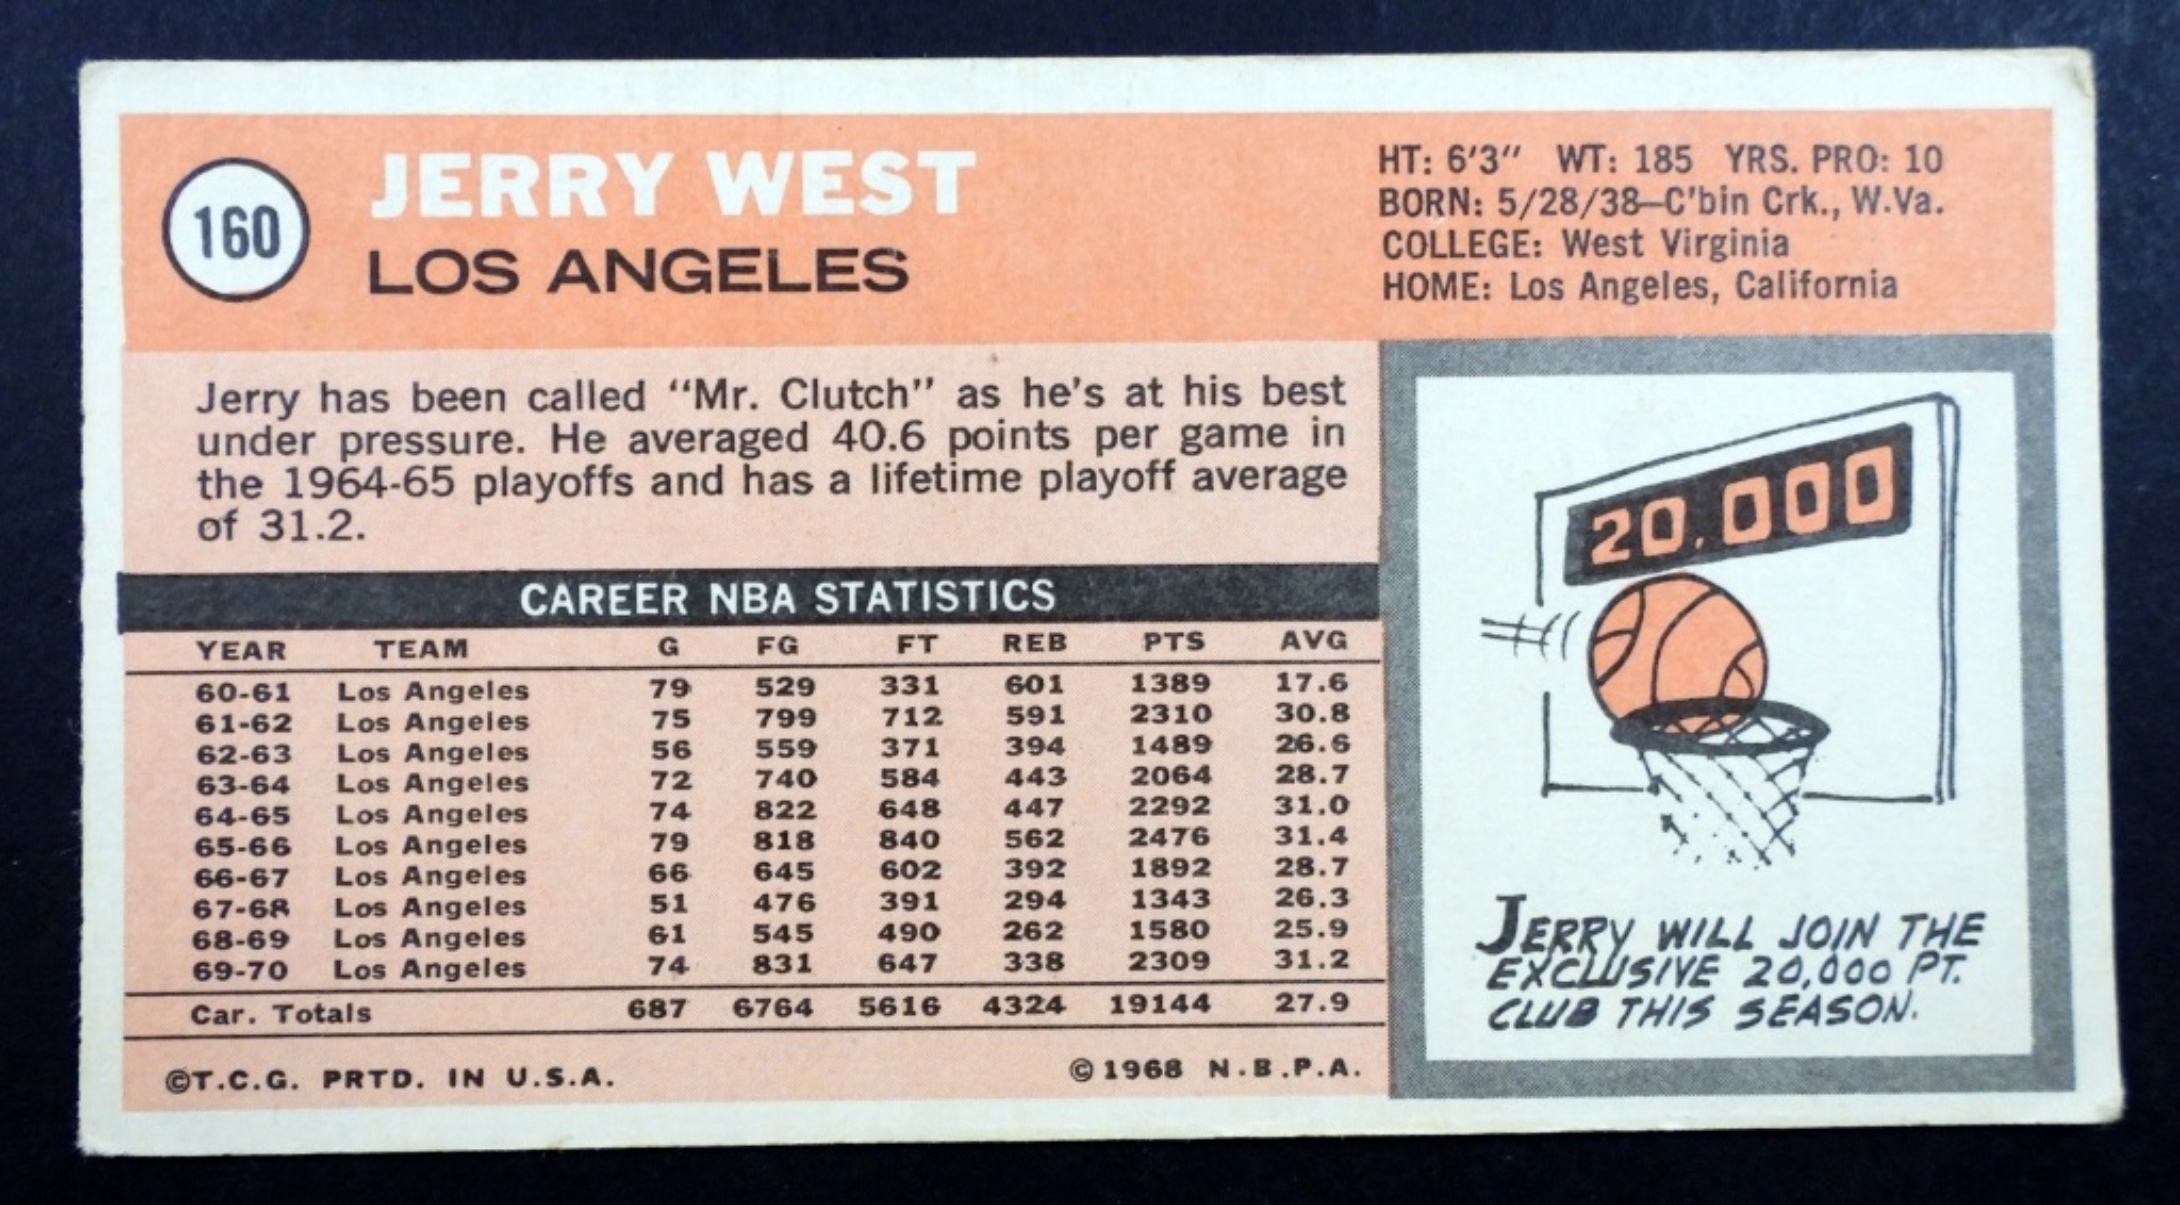 160
JERRY WEST
LOS ANGELES
HT: 6'3" WT: 185 YRS. PRO: 10
BORN: 5/28/38—C'bin Crk., W.Va.
COLLEGE: West Virginia
HOME: Los Angeles, California
Jerry has been called "Mr. Clutch" as he's at his best
under pressure. He averaged 40.6 points per game in
the 1964-65 playoffs and has a lifetime playoff average
of 31.2.
CAREER NBA STATISTICS
YEAR TEAM G FG FT REB PTS AVG
60-61 Los Angeles 79 529 331 601 1389 17.6
61-62 Los Angeles 75 799 712 591 2310 30.8
62-63 Los Angeles 56 559 371 394 1489 26.6
63-64 Los Angeles 72 740 584 443 2064 28.7
64-65 Los Angeles 74 822 648 447 2292 31.0
65-66 Los Angeles 79 818 840 562 2476 31.4
66-67 Los Angeles 66 645 602 392 1892 28.7
67-68 Los Angeles 51 476 391 294 1343 26.3
68-69 Los Angeles 61 545 490 262 1580 25.9
69-70 Los Angeles 74 831 647 338 2309 31.2
Car. Totals 687 6764 5616 4324 19144 27.9
©T.C.G. PRTD. IN U.S.A.
©1968 N.B.P.A.
20.000
JERRY WILL JOIN THE
EXCLUSIVE 20,000 PT.
CLUB THIS SEASON.